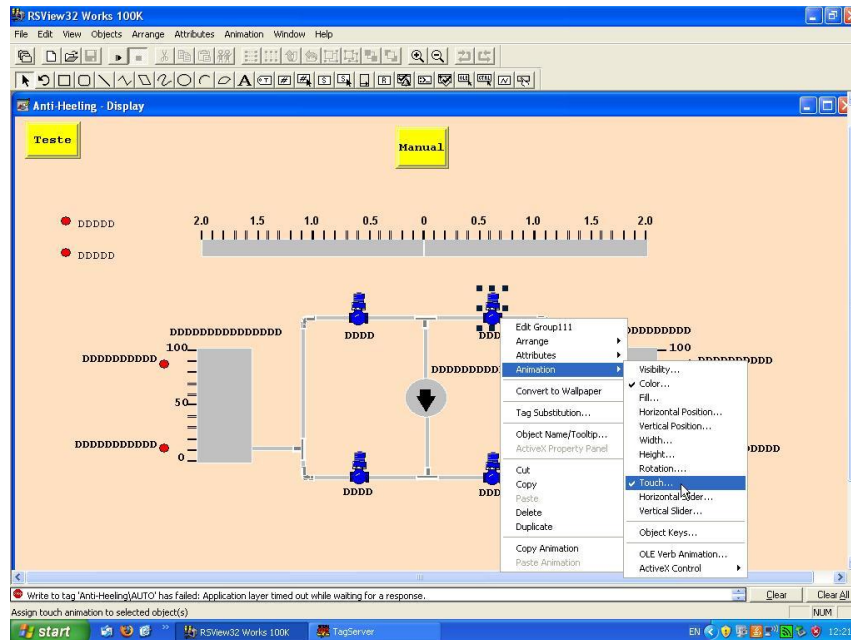 RSView32 Works 100K
File Edit View Objects Arrange Attributes Animation Window Help
Anti-Heeling - Display
Teste
Manual
DDDDD
2.0 1.5 1.0 0.5 0 0.5 1.0 1.5 2.0
DDDDD
DDDDDDDDDDDDDDD
DDDD
100
DDDDDDDDDDD
50
DDDDDDDDDDD
0
DDDD
Edit Group111
Arrange
Attributes
Animation
Convert to Wallpaper
Tag Substitution...
Object Name/Tooltip...
ActiveX Property Panel
Cut
Copy
Paste
Delete
Duplicate
Copy Animation
Paste Animation
100
Visibility...
Color...
Fill...
Horizontal Position...
Vertical Position...
Width...
Height...
Rotation....
Touch...
Horizontal Slider...
Vertical Slider...
Object Keys...
OLE Verb Animation...
ActiveX Control
Write to tag 'Anti-Heeling\AUTO' has failed: Application layer timed out while waiting for a response.
Clear Clear All
Assign touch animation to selected object(s)
NUM
start RSView32 Works 100K TagServer EN 12:21